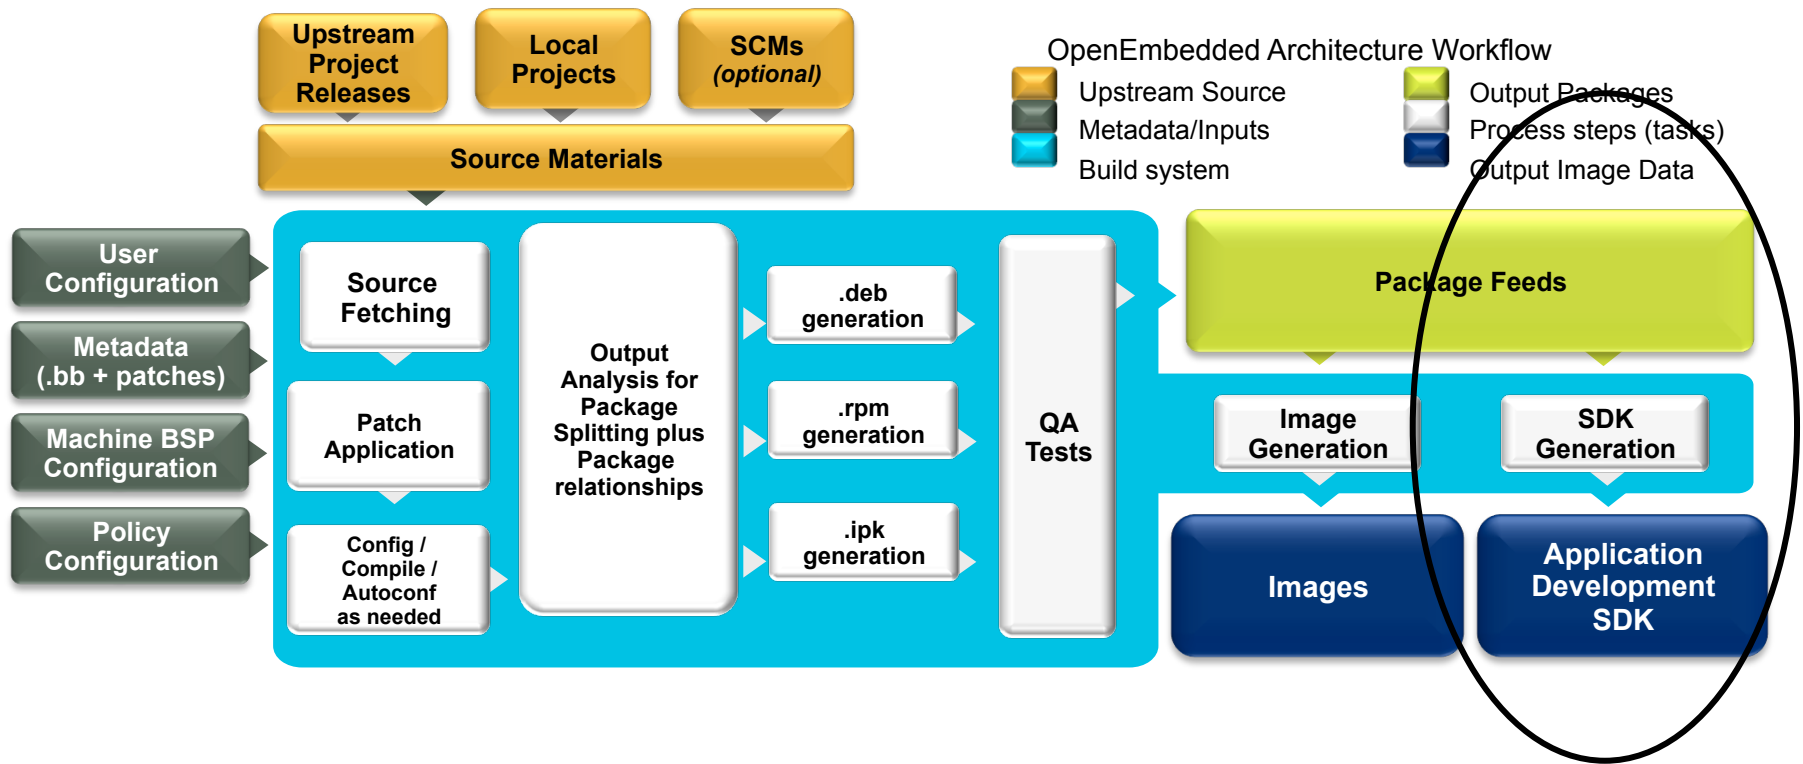 Upstream
Project
Releases
Local
Projects
SCMs
(optional)
Source Materials
OpenEmbedded Architecture Workflow
Upstream Source
Metadata/Inputs
Build system
Output Packages
Process steps (tasks)
Output Image Data
User
Configuration
Metadata
(.bb + patches)
Machine BSP
Configuration
Policy
Configuration
Source
Fetching
Patch
Application
Config /
Compile /
Autoconf
as needed
Output
Analysis for
Package
Splitting plus
Package
relationships
.deb
generation
.rpm
generation
.ipk
generation
QA
Tests
Package Feeds
Image
Generation
SDK
Generation
Images
Application
Development
SDK